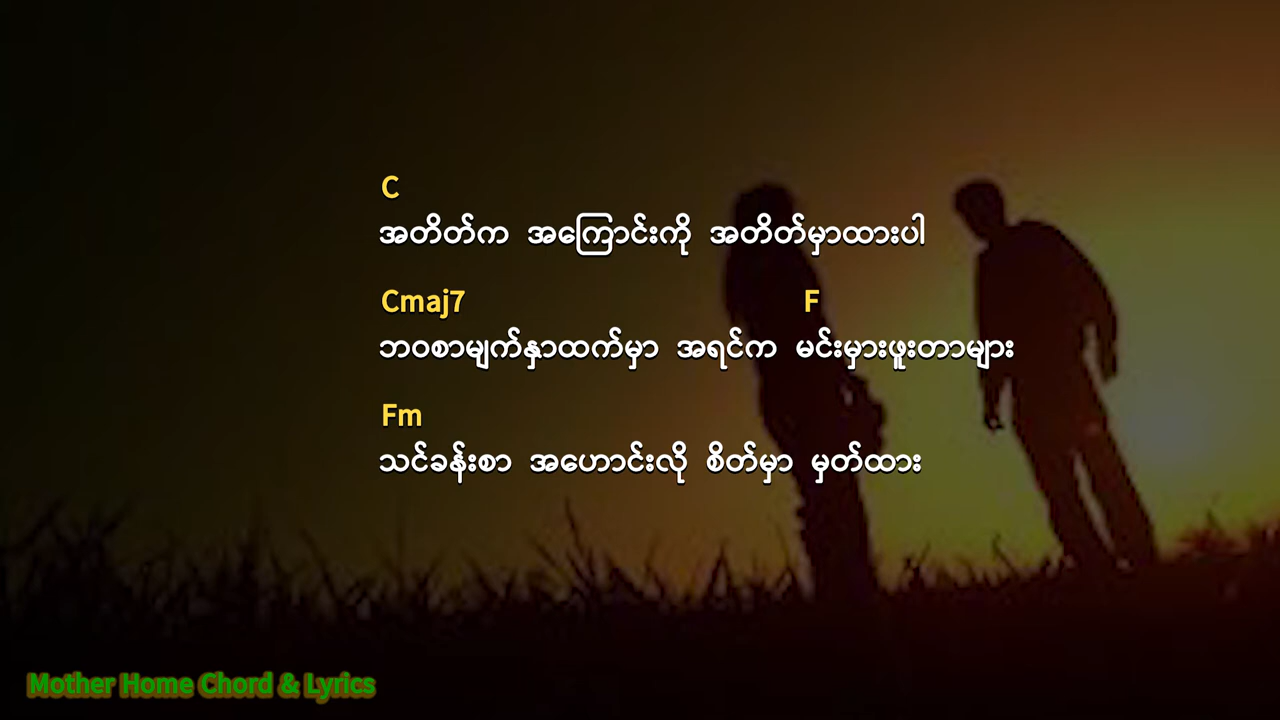 C
အတိတ်က အကြောင်းကို အတိတ်မှာထားပါ
Cmaj7 F
ဘဝစာမျက်နှာထက်မှာ အရင်က မင်းမှားဖူးတာများ
Fm
သင်ခန်းစာ အဟောင်းလို စိတ်မှာ မှတ်ထား
Mother Home Chord & Lyrics